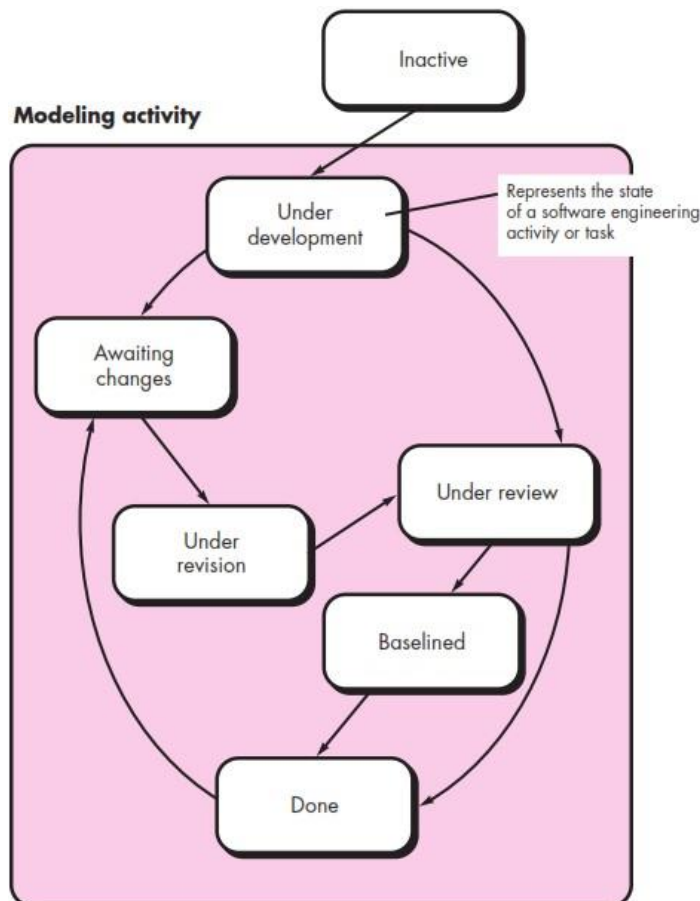 Inactive
Modeling activity
Under
development
Represents the state
of a software engineering
activity or task
Awaiting
changes
Under review
Under
revision
Baselined
Done